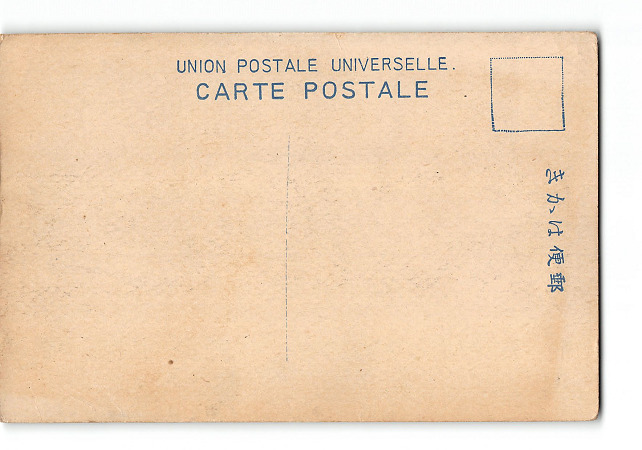 UNION POSTALE UNIVERSELLE.
CARTE POSTALE
きかは便郵